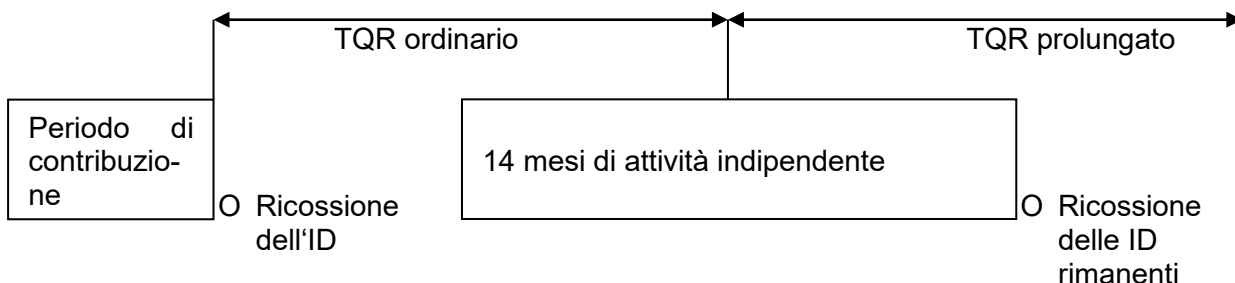 TQR ordinario
TQR prolungato
Periodo di
contribuzio-
ne
14 mesi di attività indipendente
O Ricossione
dell‘ID
O Ricossione
delle ID
rimanenti